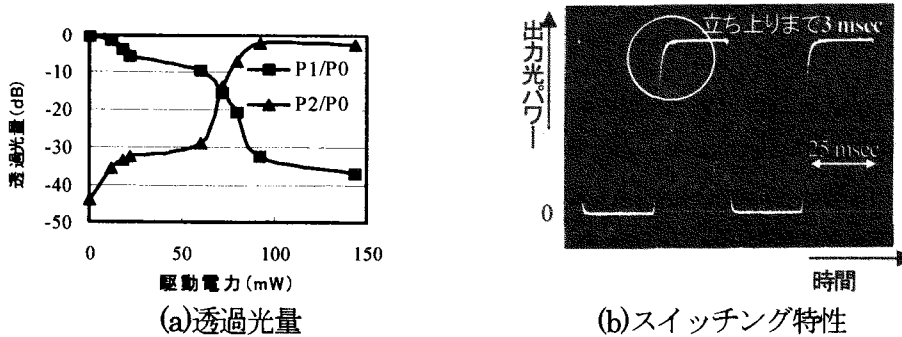 0
-10
-20
-30
-40
-50
透過光量(dB)
P1/P0
P2/P0
0
50
100
150
駆動電力(mW)
(a)透過光量
出力光パワー
立ち上りまで3 msec
25 msec
0
時間
(b)スイッチング特性